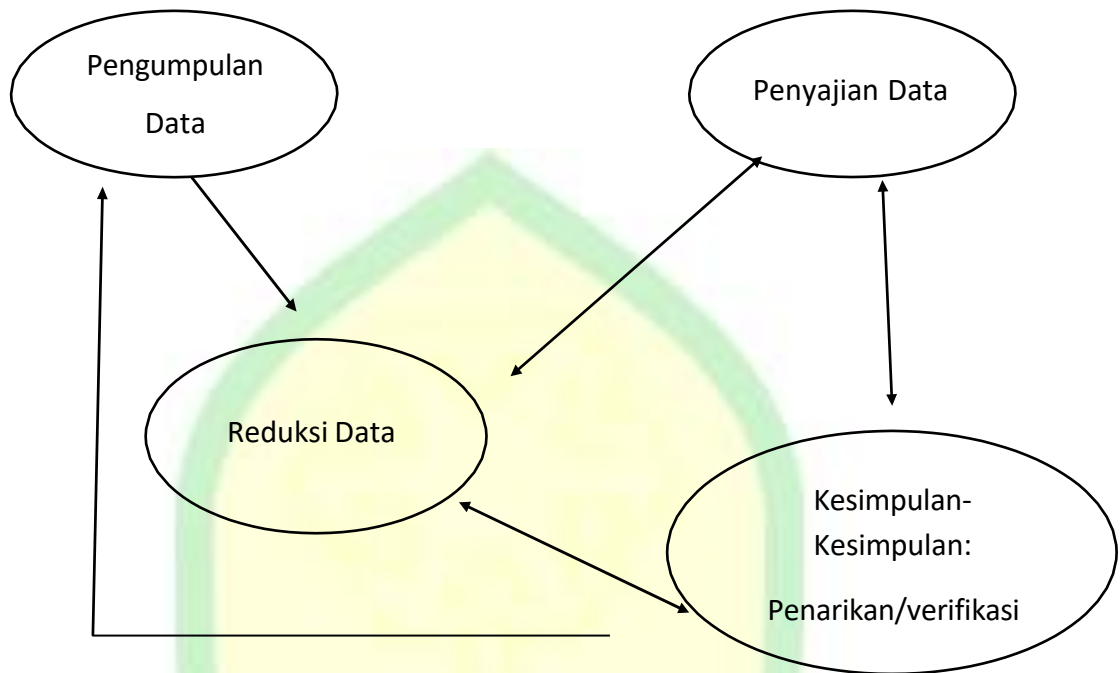 Pengumpulan
Data
Penyajian Data
Reduksi Data
Kesimpulan-
Kesimpulan:
Penarikan/verifikasi